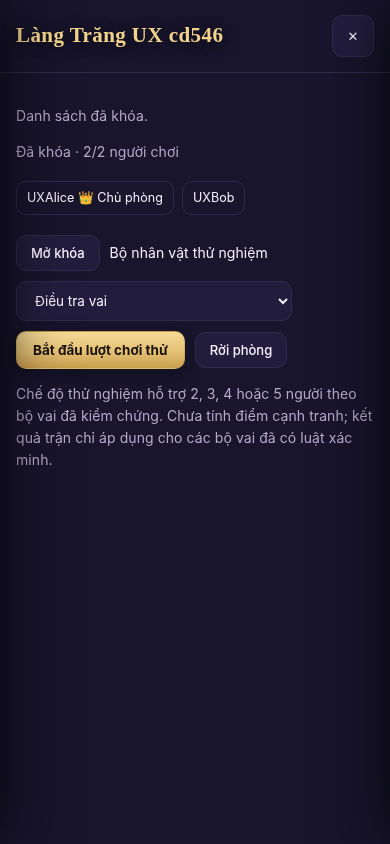 Làng Trăng UX cd546
×
Danh sách đã khóa.
Đã khóa · 2/2 người chơi
UXAlice 👑 Chủ phòng
UXBob
Mở khóa
Bộ nhân vật thử nghiệm
Điều tra vai
Bắt đầu lượt chơi thử
Rời phòng
Chế độ thử nghiệm hỗ trợ 2, 3, 4 hoặc 5 người theo
bộ vai đã kiểm chứng. Chưa tính điểm cạnh tranh; kết
quả trận chỉ áp dụng cho các bộ vai đã có luật xác
minh.